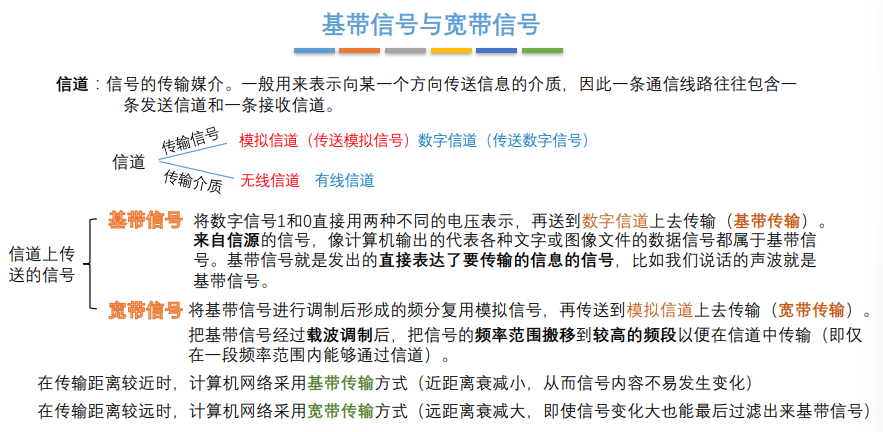 基带信号与宽带信号
信道：信号的传输媒介。一般用来表示向某一个方向传送信息的介质，因此一条通信线路往往包含一
条发送信道和一条接收信道。
传输信号
模拟信道（传送模拟信号）数字信道（传送数字信号）
信道
传输介质
无线信道 有线信道
基带信号 将数字信号1和0直接用两种不同的电压表示，再送到数字信道上去传输（基带传输）。
来自信源的信号，像计算机输出的代表各种文字或图像文件的数据信号都属于基带信
号。基带信号就是发出的直接表达了要传输的信息的信号，比如我们说话的声波就是
基带信号。
信道上传
送的信号
宽带信号 将基带信号进行调制后形成的频分复用模拟信号，再传送到模拟信道上去传输（宽带传输）。
把基带信号经过载波调制后，把信号的频率范围搬移到较高的频段以便在信道中传输（即仅
在一段频率范围内能够通过信道）。
在传输距离较近时，计算机网络采用基带传输方式（近距离衰减小，从而信号内容不易发生变化）
在传输距离较远时，计算机网络采用宽带传输方式（远距离衰减大，即使信号变化大也能最后过滤出来基带信号）